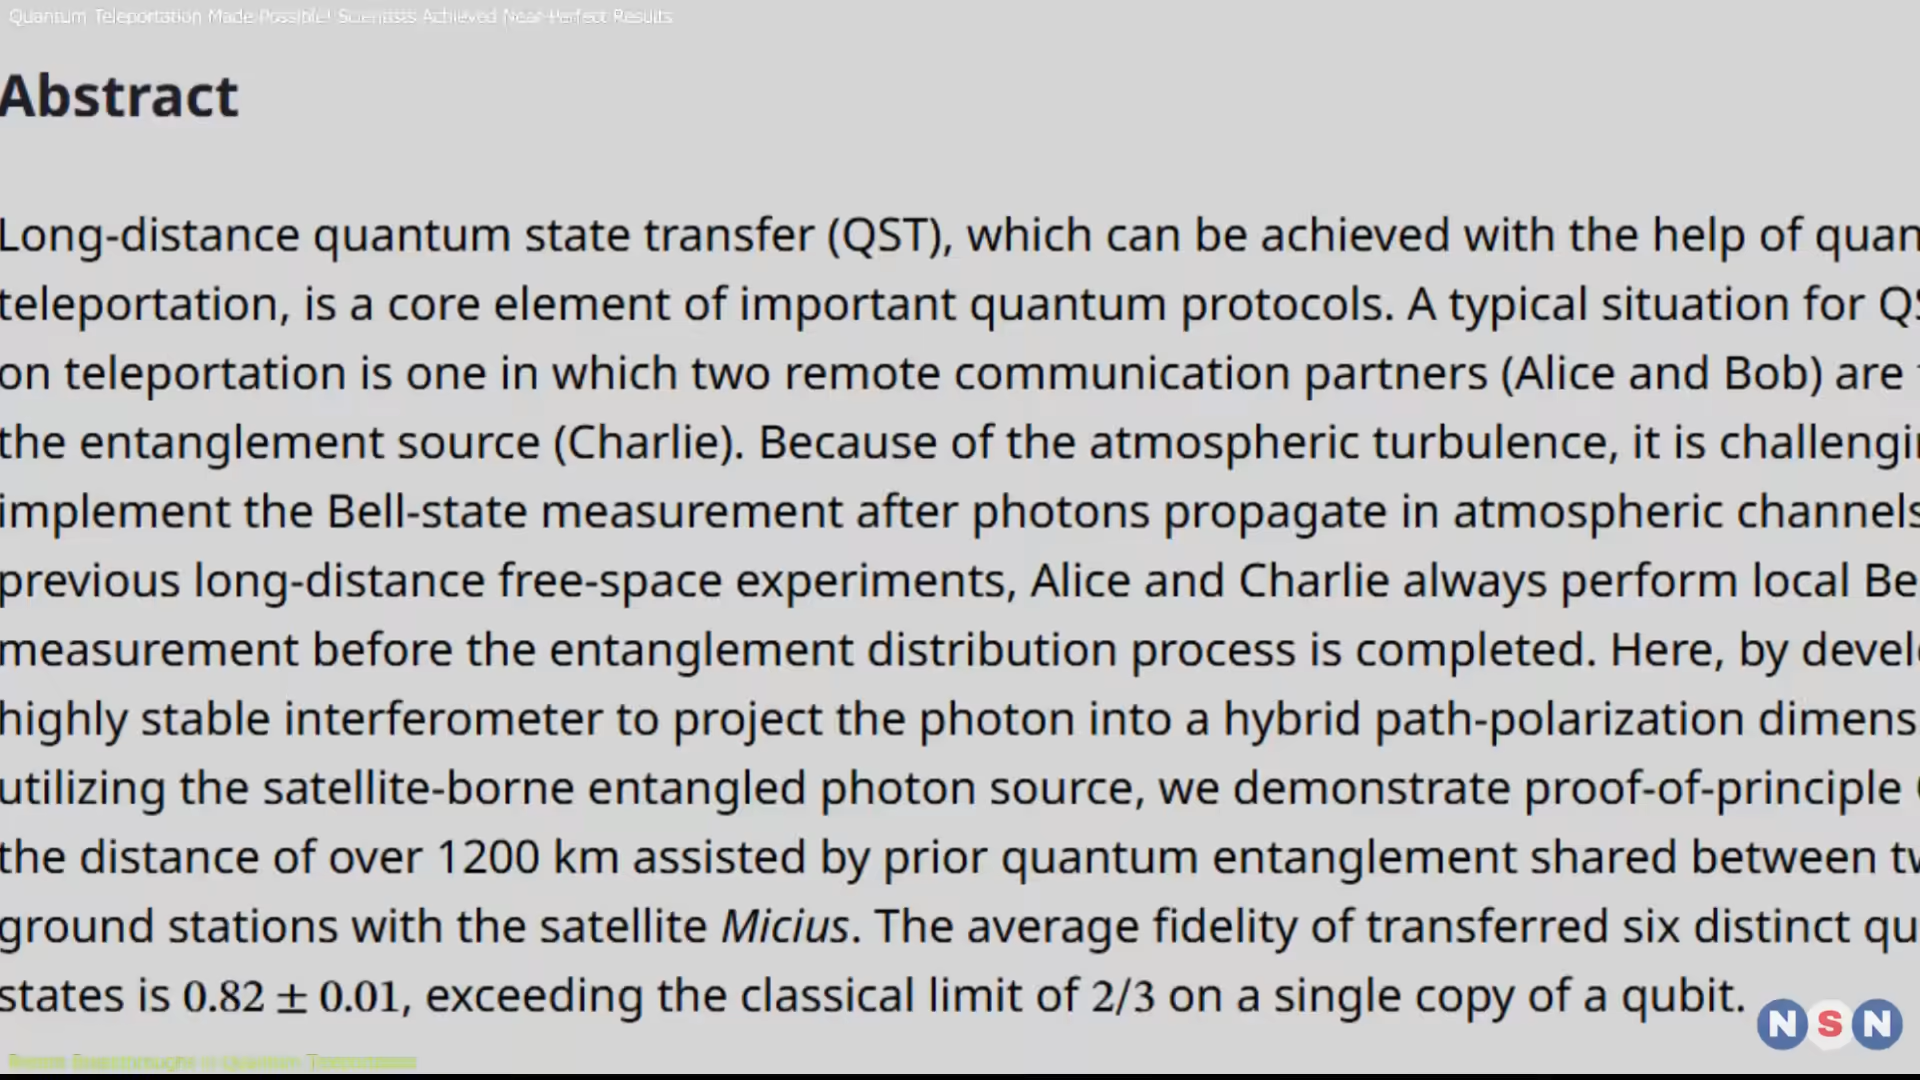 Quantum Teleportation Made Possible! Scientists Achieved Near-Perfect Results
Abstract
Long-distance quantum state transfer (QST), which can be achieved with the help of quan
teleportation, is a core element of important quantum protocols. A typical situation for QS
on teleportation is one in which two remote communication partners (Alice and Bob) are
the entanglement source (Charlie). Because of the atmospheric turbulence, it is challengin
implement the Bell-state measurement after photons propagate in atmospheric channels
previous long-distance free-space experiments, Alice and Charlie always perform local Be
measurement before the entanglement distribution process is completed. Here, by devel
highly stable interferometer to project the photon into a hybrid path-polarization dimens
utilizing the satellite-borne entangled photon source, we demonstrate proof-of-principle
the distance of over 1200 km assisted by prior quantum entanglement shared between tw
ground stations with the satellite Micius. The average fidelity of transferred six distinct qu
states is 0.82 ± 0.01, exceeding the classical limit of 2/3 on a single copy of a qubit.
NSN
Breakthroughs in Quantum Teleportation